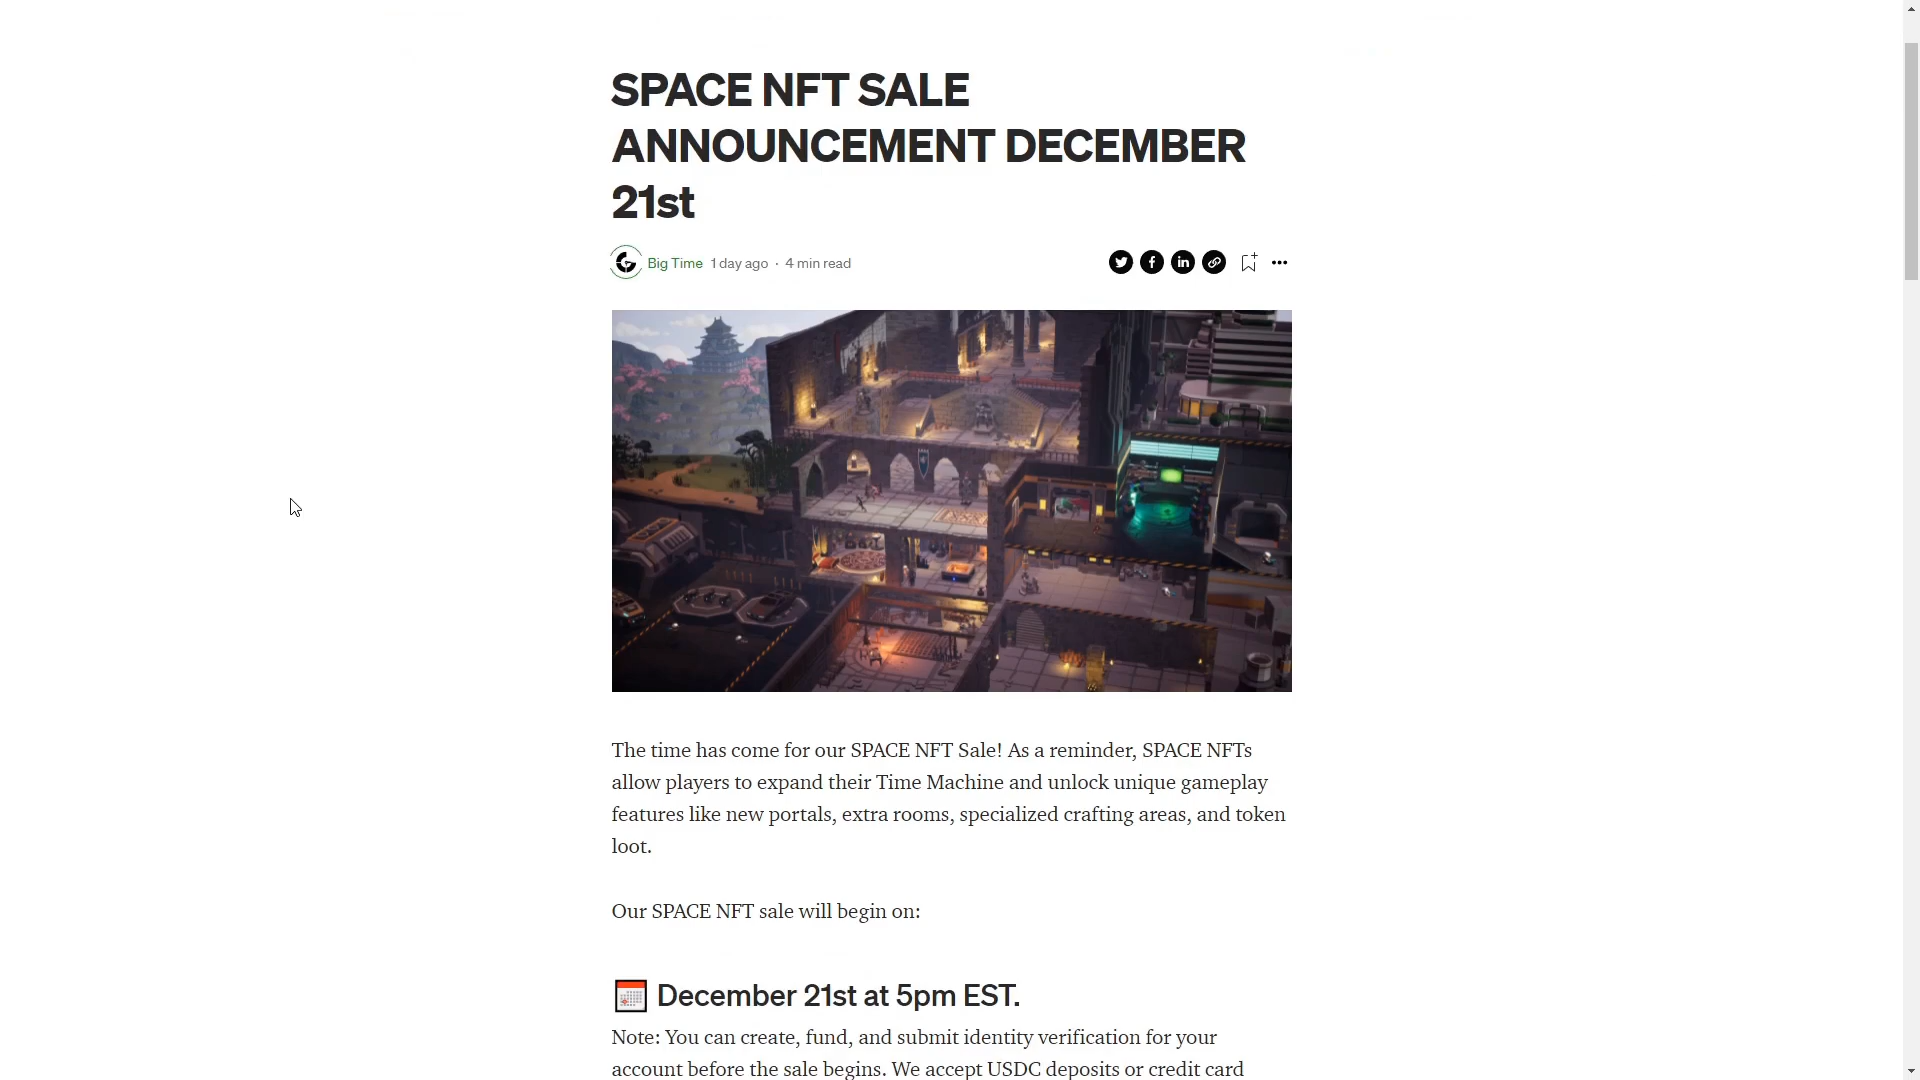 SPACE NFT SALE
ANNOUNCEMENT DECEMBER
21st
Big Time 1 day ago · 4 min read
The time has come for our SPACE NFT Sale! As a reminder, SPACE NFTs
allow players to expand their Time Machine and unlock unique gameplay
features like new portals, extra rooms, specialized crafting areas, and token
loot.
Our SPACE NFT sale will begin on:
December 21st at 5pm EST.
Note: You can create, fund, and submit identity verification for your
account before the sale begins. We accept USDC deposits or credit card